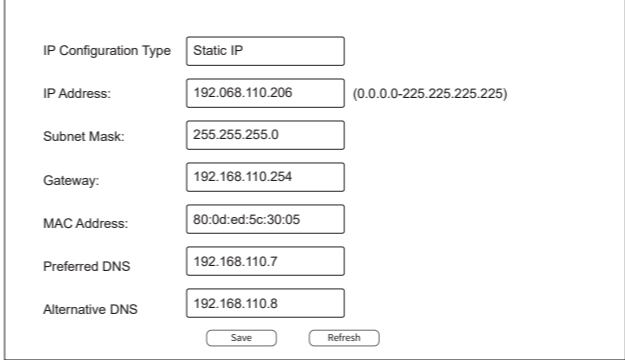 IP Configuration Type Static IP
IP Address: 192.068.110.206 (0.0.0.0-225.225.225.225)
Subnet Mask: 255.255.255.0
Gateway: 192.168.110.254
MAC Address: 80:0d:ed:5c:30:05
Preferred DNS 192.168.110.7
Alternative DNS 192.168.110.8
Save Refresh